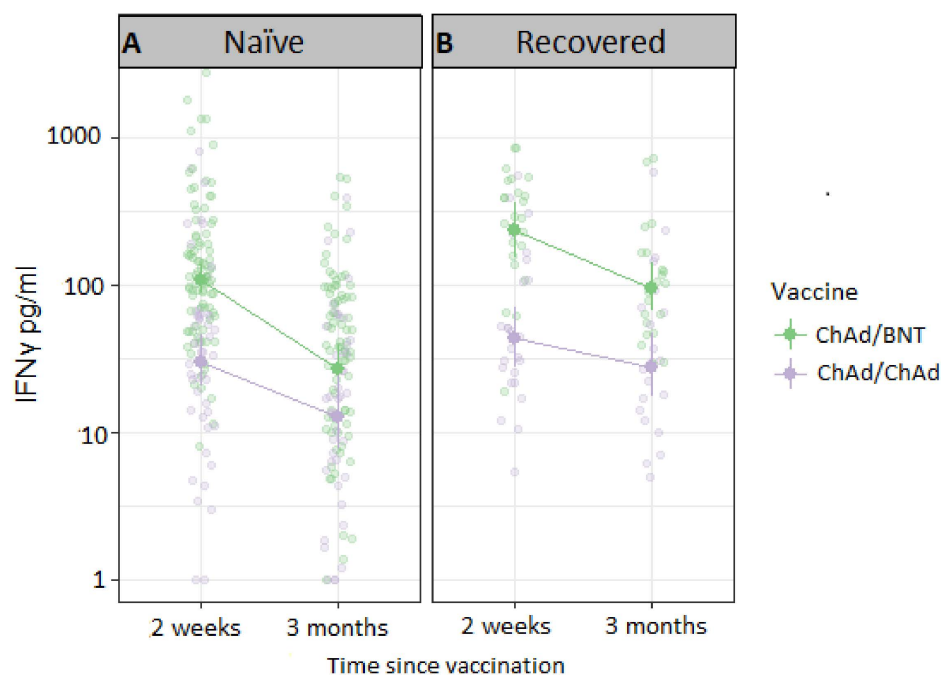 A Naïve
B Recovered
1000
100
10
1
IFNγ pg/ml
2 weeks 3 months
2 weeks 3 months
Time since vaccination
Vaccine
ChAd/BNT
ChAd/ChAd